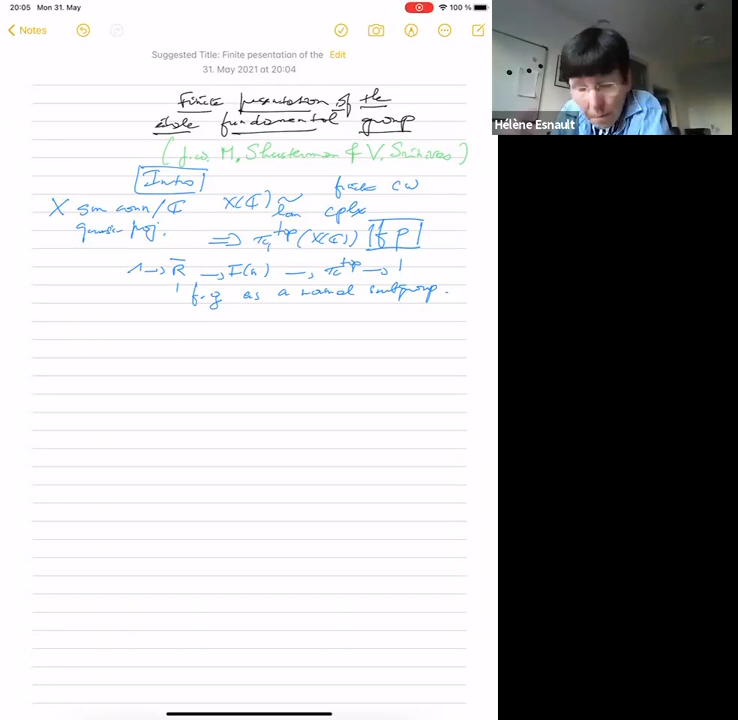 20:05 Mon 31. May
100 %
Notes
Suggested Title: Finite pesentation of the Edit
31. May 2021 at 20:04
Finite presentation of the
étale fundamental group
(j.w. M. Shusterman & V. Srinivas)
Intro finite CW
X sm conn / ℂ X(ℂ) ~ hom cplx
quasi-proj. ⇒ π₁^top (X(ℂ)) f p
1 → R → F(r) → π₁^top → 1
f.g as a normal subgroup.
Hélène Esnault